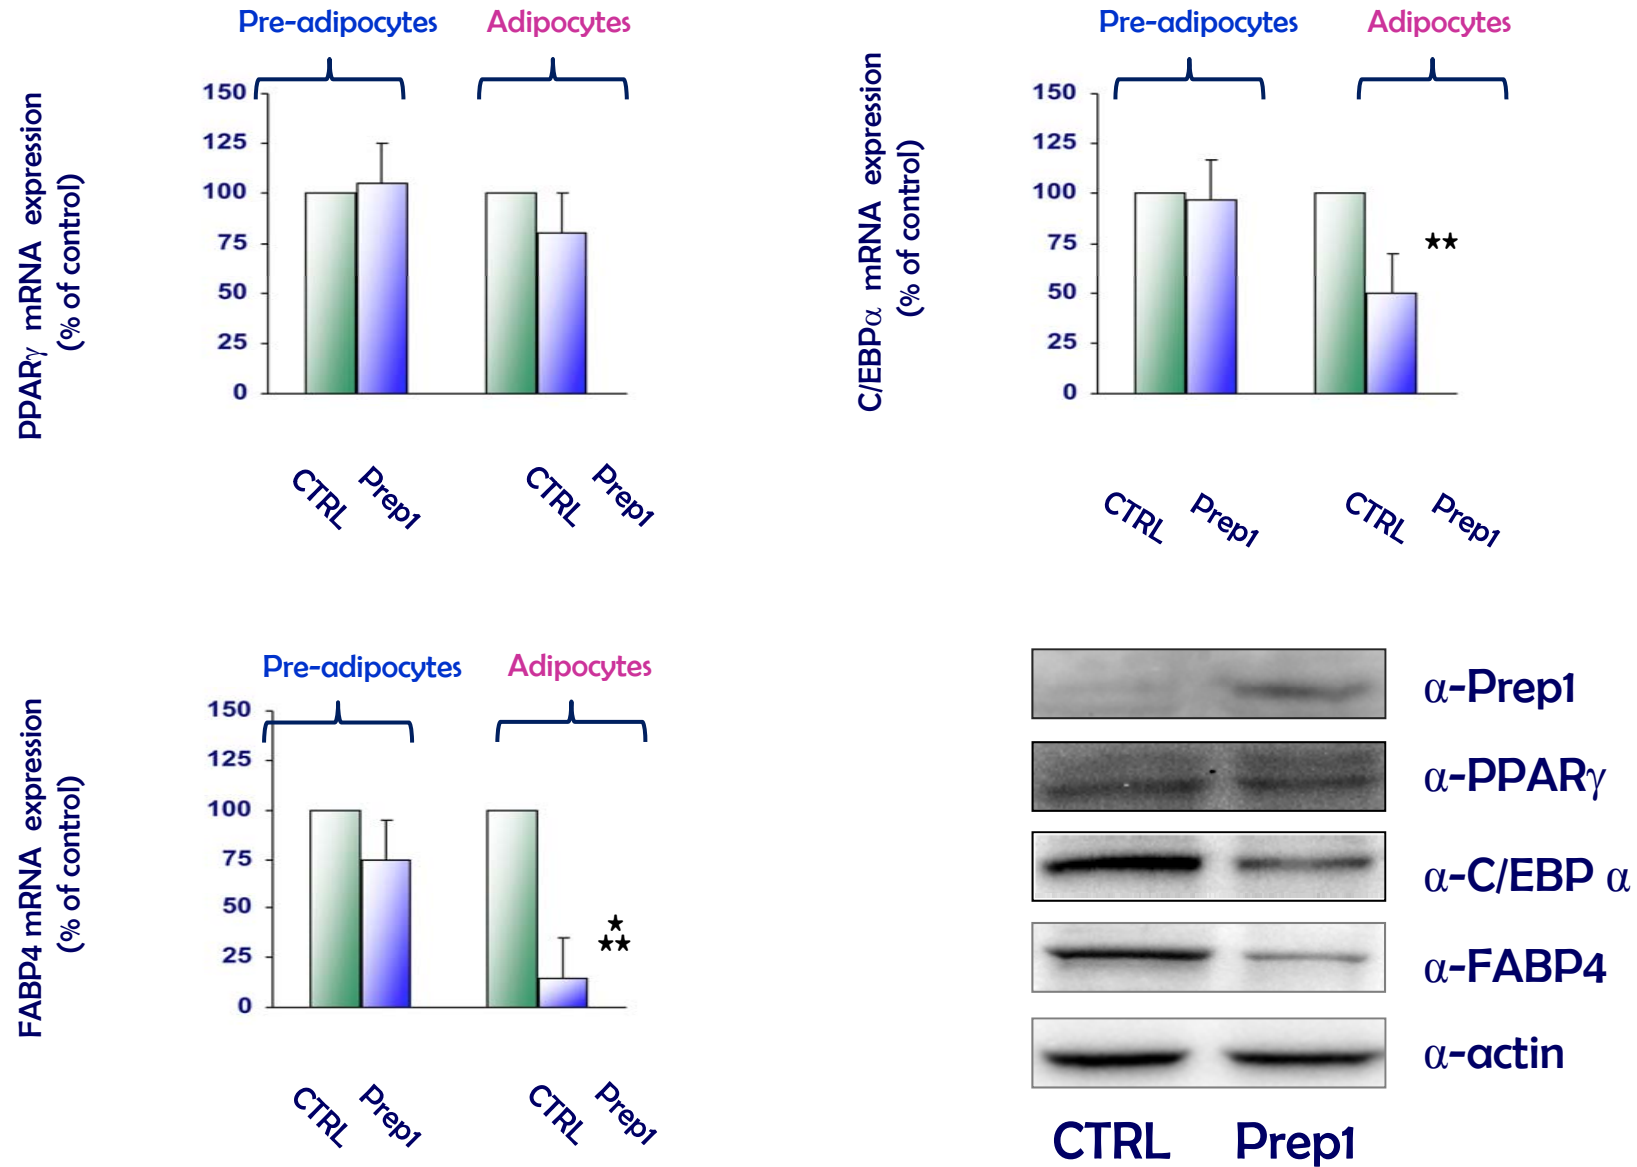 Pre-adipocytes Adipocytes
PPARγ mRNA expression
(% of control)
150
125
100
75
50
25
0
CTRL Prep1 CTRL Prep1
Pre-adipocytes Adipocytes
C/EBPα mRNA expression
(% of control)
150
125
100
75
50
25
0
★★
CTRL Prep1 CTRL Prep1
Pre-adipocytes Adipocytes
FABP4 mRNA expression
(% of control)
150
125
100
75
50
25
0
★
★★
CTRL Prep1 CTRL Prep1
α-Prep1
α-PPARγ
α-C/EBP α
α-FABP4
α-actin
CTRL Prep1